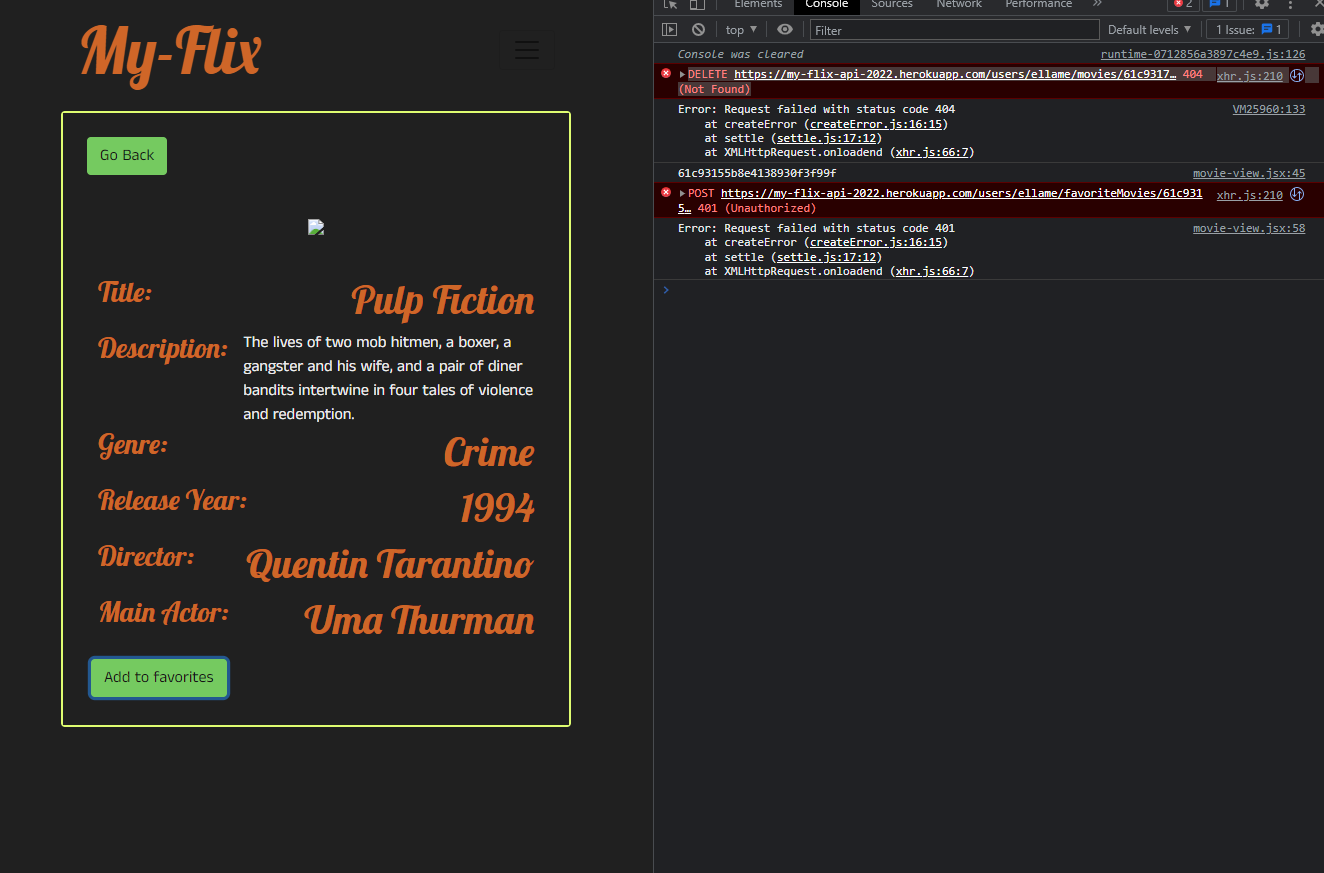 My-Flix
Go Back
Title:
Pulp Fiction
Description:
The lives of two mob hitmen, a boxer, a
gangster and his wife, and a pair of diner
bandits intertwine in four tales of violence
and redemption.
Genre:
Crime
Release Year:
1994
Director:
Quentin Tarantino
Main Actor:
Uma Thurman
Add to favorites
Elements Console Sources Network Performance » 2 1
top ▼ Filter Default levels ▼ 1 Issue: 1
Console was cleared runtime-0712856a3897c4e9.js:126
DELETE https://my-flix-api-2022.herokuapp.com/users/ellame/movies/61c9317… 404 xhr.js:210
(Not Found)
Error: Request failed with status code 404 VM25960:133
at createError (createError.js:16:15)
at settle (settle.js:17:12)
at XMLHttpRequest.onloadend (xhr.js:66:7)
61c93155b8e4138930f3f99f movie-view.jsx:45
POST https://my-flix-api-2022.herokuapp.com/users/ellame/favoriteMovies/61c931 xhr.js:210
5… 401 (Unauthorized)
Error: Request failed with status code 401 movie-view.jsx:58
at createError (createError.js:16:15)
at settle (settle.js:17:12)
at XMLHttpRequest.onloadend (xhr.js:66:7)